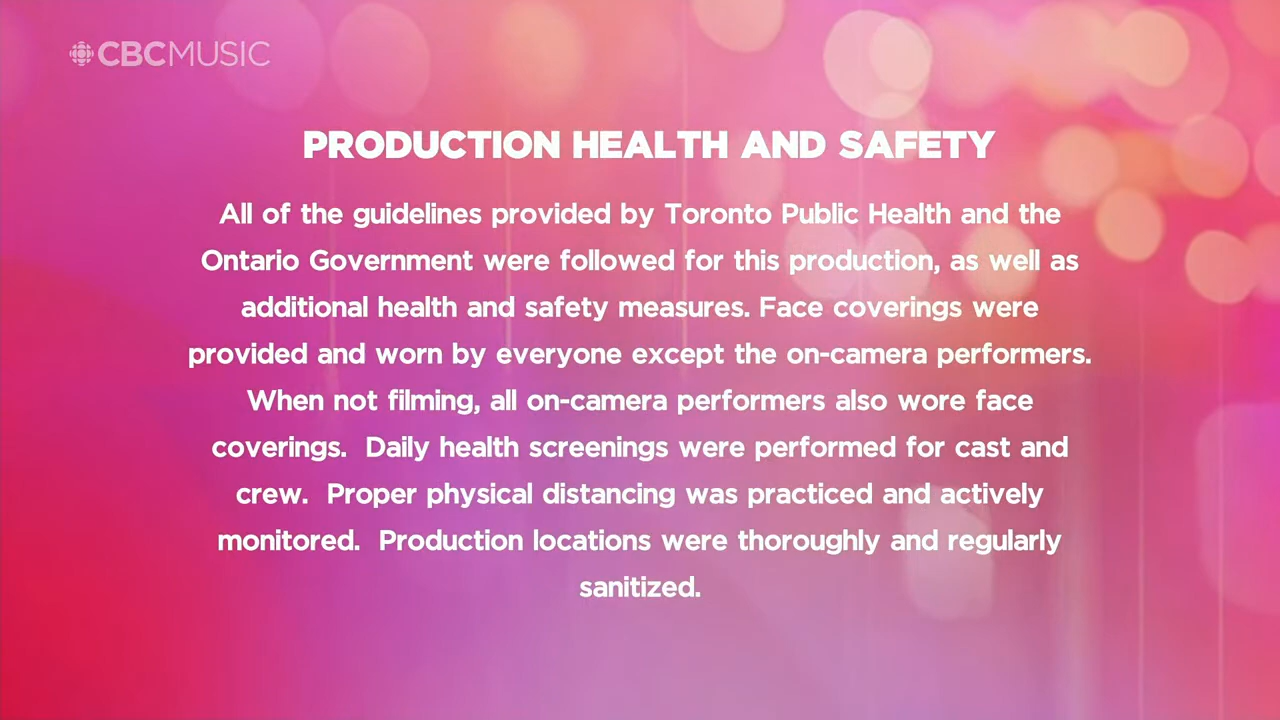 CBCMUSIC
PRODUCTION HEALTH AND SAFETY
All of the guidelines provided by Toronto Public Health and the
Ontario Government were followed for this production, as well as
additional health and safety measures. Face coverings were
provided and worn by everyone except the on-camera performers.
When not filming, all on-camera performers also wore face
coverings.  Daily health screenings were performed for cast and
crew.  Proper physical distancing was practiced and actively
monitored.  Production locations were thoroughly and regularly
sanitized.